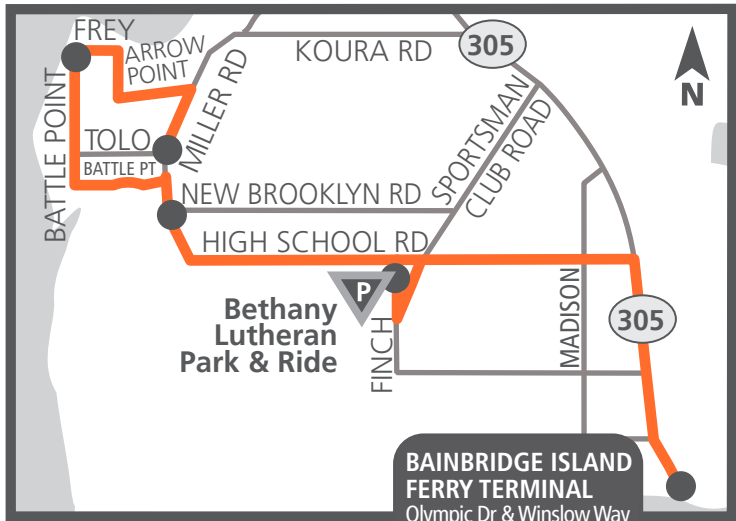 FREY
ARROW
POINT
KOURA RD
305
N
BATTLE POINT
MILLER RD
TOLO
BATTLE PT
SPORTSMAN
CLUB ROAD
NEW BROOKLYN RD
HIGH SCHOOL RD
P
Bethany
Lutheran
Park & Ride
FINCH
MADISON
305
BAINBRIDGE ISLAND
FERRY TERMINAL
Olympic Dr & Winslow Way